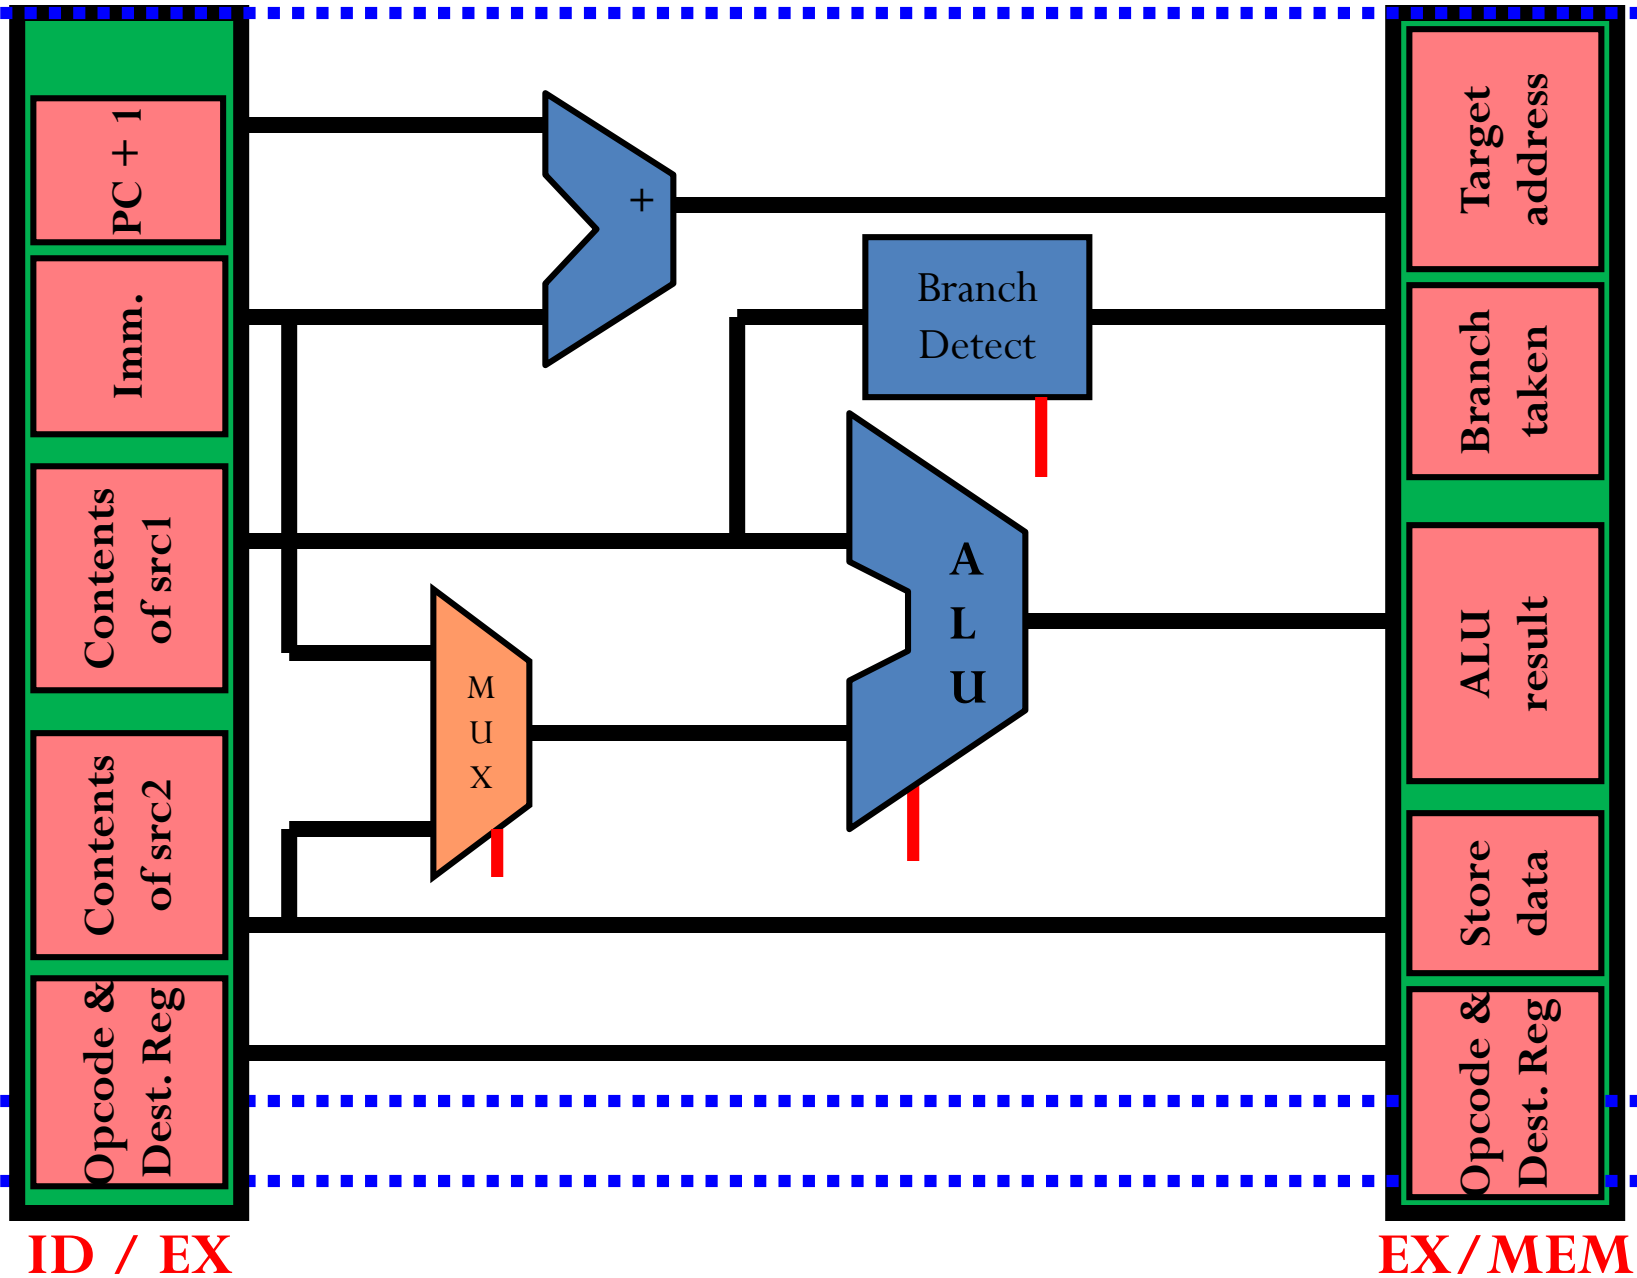 PC + 1
Imm.
Contents
of src1
Contents
of src2
Opcode &
Dest. Reg
ID / EX
+
Branch
Detect
A
L
U
M
U
X
Target
address
Branch
taken
ALU
result
Store
data
Opcode &
Dest. Reg
EX/MEM